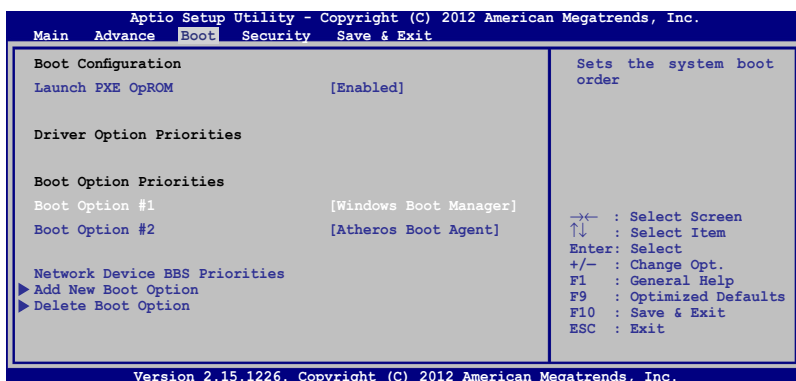 Aptio Setup Utility - Copyright (C) 2012 American Megatrends, Inc.
Main Advance Boot Security Save & Exit
Boot Configuration
Launch PXE OpROM [Enabled]
Driver Option Priorities
Boot Option Priorities
Boot Option #1 [Windows Boot Manager]
Boot Option #2 [Atheros Boot Agent]
Network Device BBS Priorities
Add New Boot Option
Delete Boot Option
Sets the system boot
order
→← : Select Screen
↑↓ : Select Item
Enter: Select
+/— : Change Opt.
F1 : General Help
F9 : Optimized Defaults
F10 : Save & Exit
ESC : Exit
Version 2.15.1226. Copyright (C) 2012 American Megatrends, Inc.